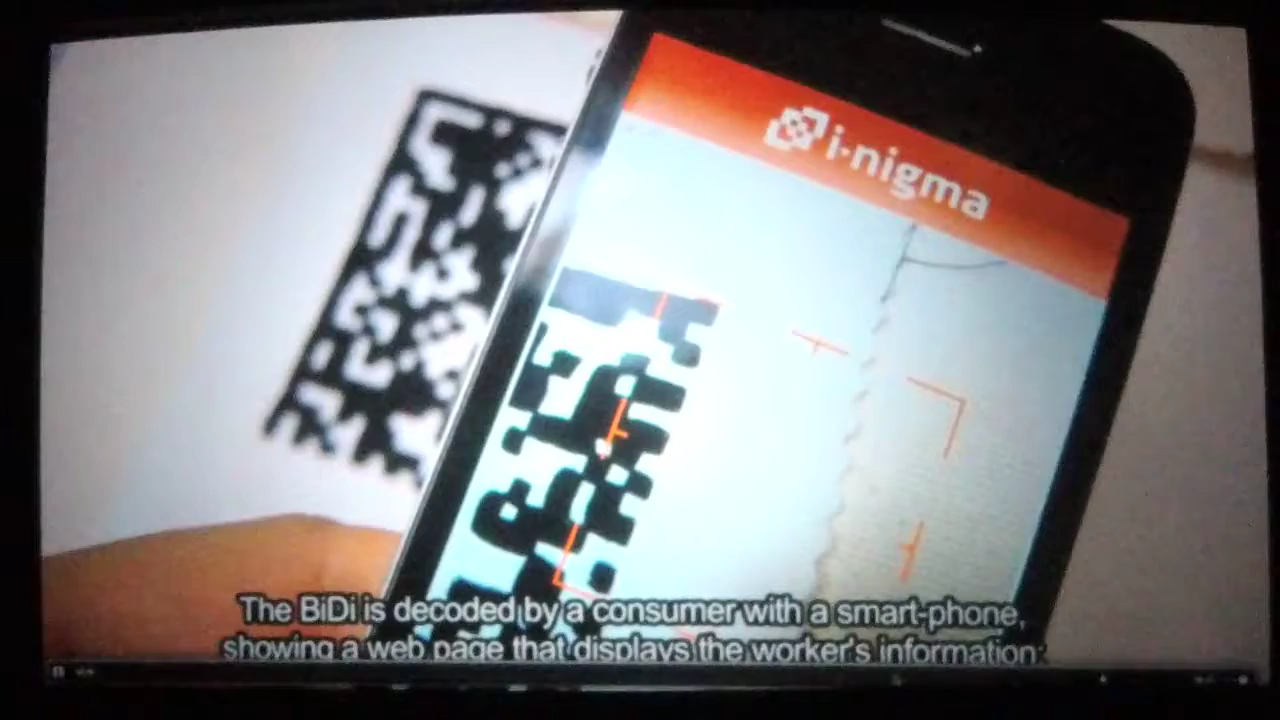 i-nigma
The BiDi is decoded by a consumer with a smart-phone,
showing a web page that displays the worker's information: